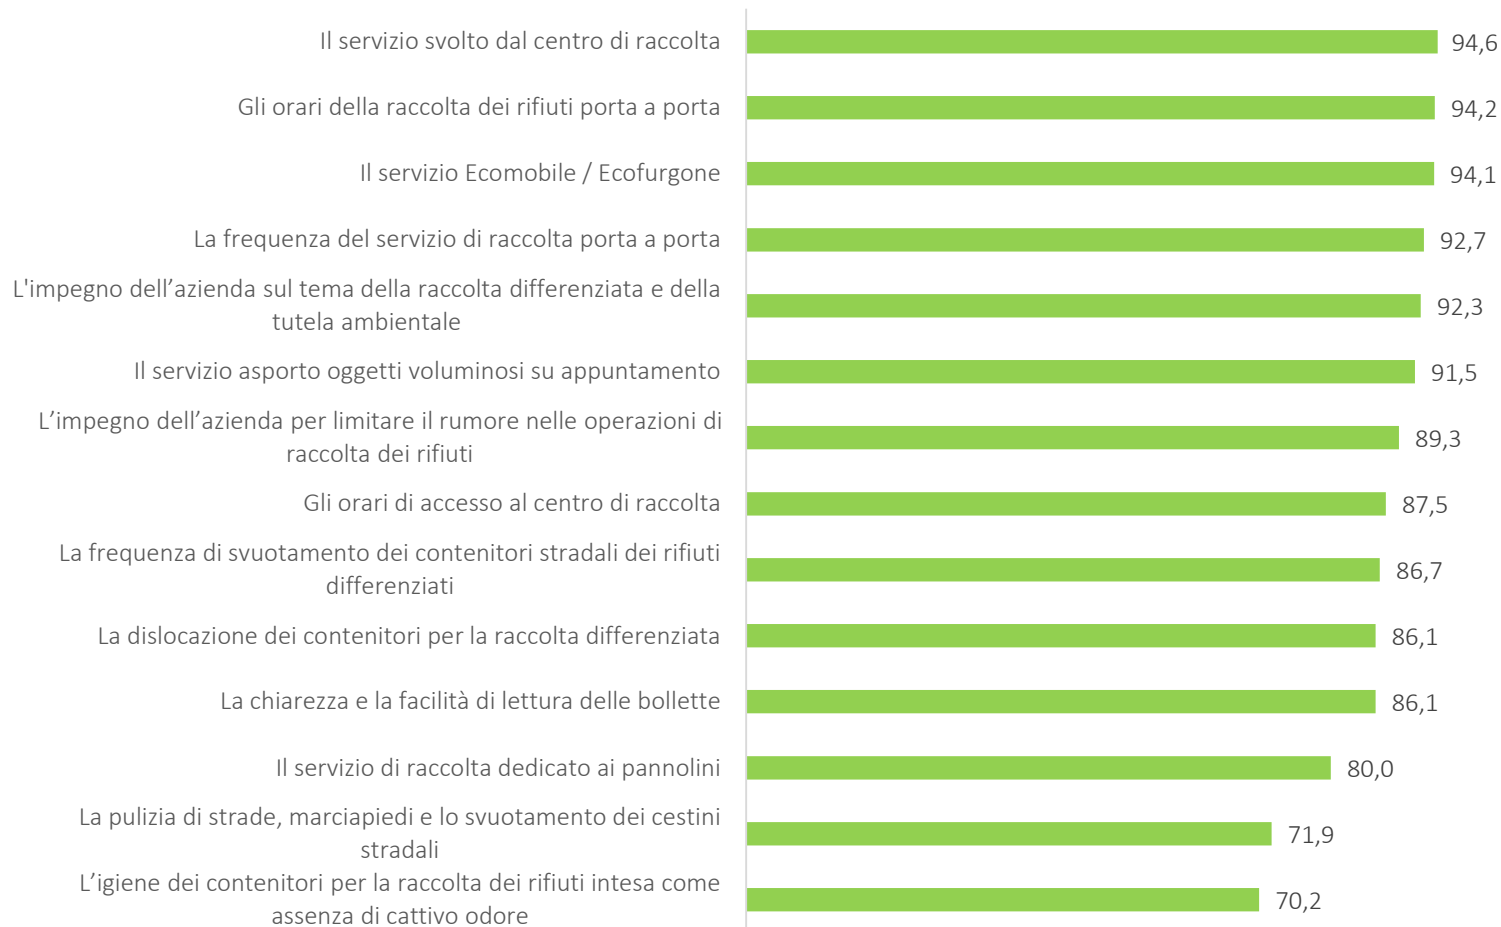 Il servizio svolto dal centro di raccolta 94,6
Gli orari della raccolta dei rifiuti porta a porta 94,2
Il servizio Ecomobile / Ecofurgone 94,1
La frequenza del servizio di raccolta porta a porta 92,7
L'impegno dell’azienda sul tema della raccolta differenziata e della
tutela ambientale 92,3
Il servizio asporto oggetti voluminosi su appuntamento 91,5
L’impegno dell’azienda per limitare il rumore nelle operazioni di
raccolta dei rifiuti 89,3
Gli orari di accesso al centro di raccolta 87,5
La frequenza di svuotamento dei contenitori stradali dei rifiuti
differenziati 86,7
La dislocazione dei contenitori per la raccolta differenziata 86,1
La chiarezza e la facilità di lettura delle bollette 86,1
Il servizio di raccolta dedicato ai pannolini 80,0
La pulizia di strade, marciapiedi e lo svuotamento dei cestini
stradali 71,9
L’igiene dei contenitori per la raccolta dei rifiuti intesa come
assenza di cattivo odore 70,2